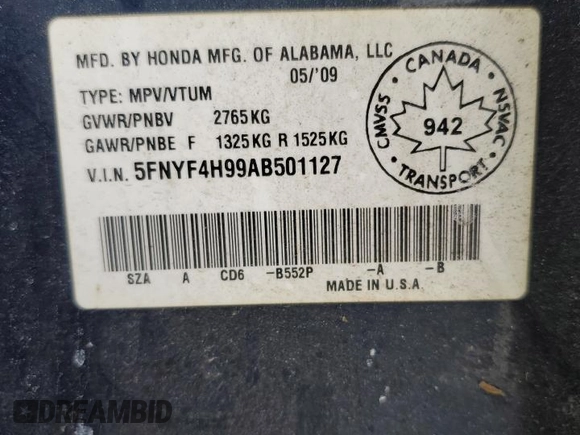 MFD. BY HONDA MFG. OF ALABAMA, LLC
05/'09
TYPE: MPV/VTUM
GVWR/PNBV 2765KG
GAWR/PNBE F 1325KG R 1525KG
V.I.N. 5FNYF4H99AB501127
CMVSS · CANADA · NSVAC · TRANSPORT ·
942
SZA A CD6 -B552P -A -B
MADE IN U.S.A.
DREAMBID